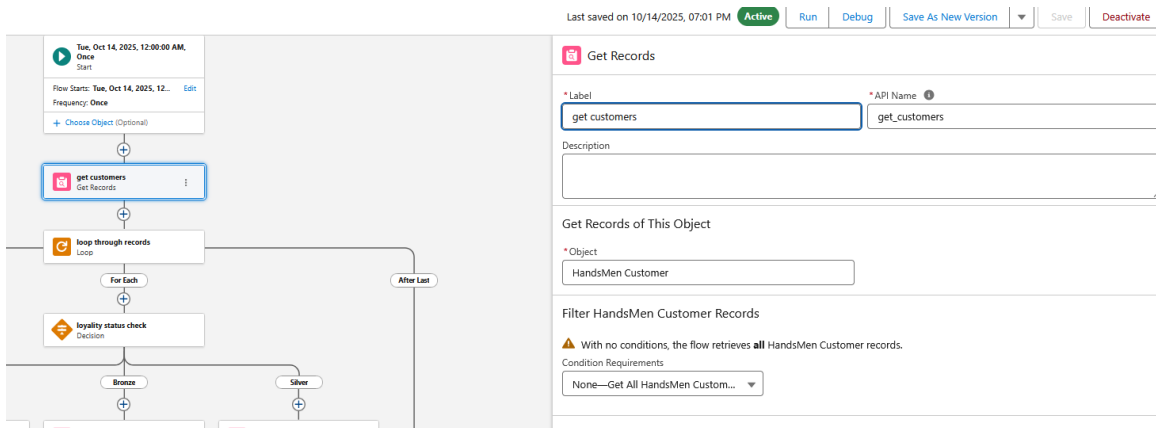 Last saved on 10/14/2025, 07:01 PM Active Run Debug Save As New Version Save Deactivate
Tue, Oct 14, 2025, 12:00:00 AM,
Once
Start
Flow Starts: Tue, Oct 14, 2025, 12... Edit
Frequency: Once
+ Choose Object (Optional)
get customers
Get Records
loop through records
Loop
For Each
After Last
loyality status check
Decision
Bronze
Silver
Get Records
*Label
get customers
*API Name
get_customers
Description
Get Records of This Object
*Object
HandsMen Customer
Filter HandsMen Customer Records
With no conditions, the flow retrieves all HandsMen Customer records.
Condition Requirements
None—Get All HandsMen Custom...